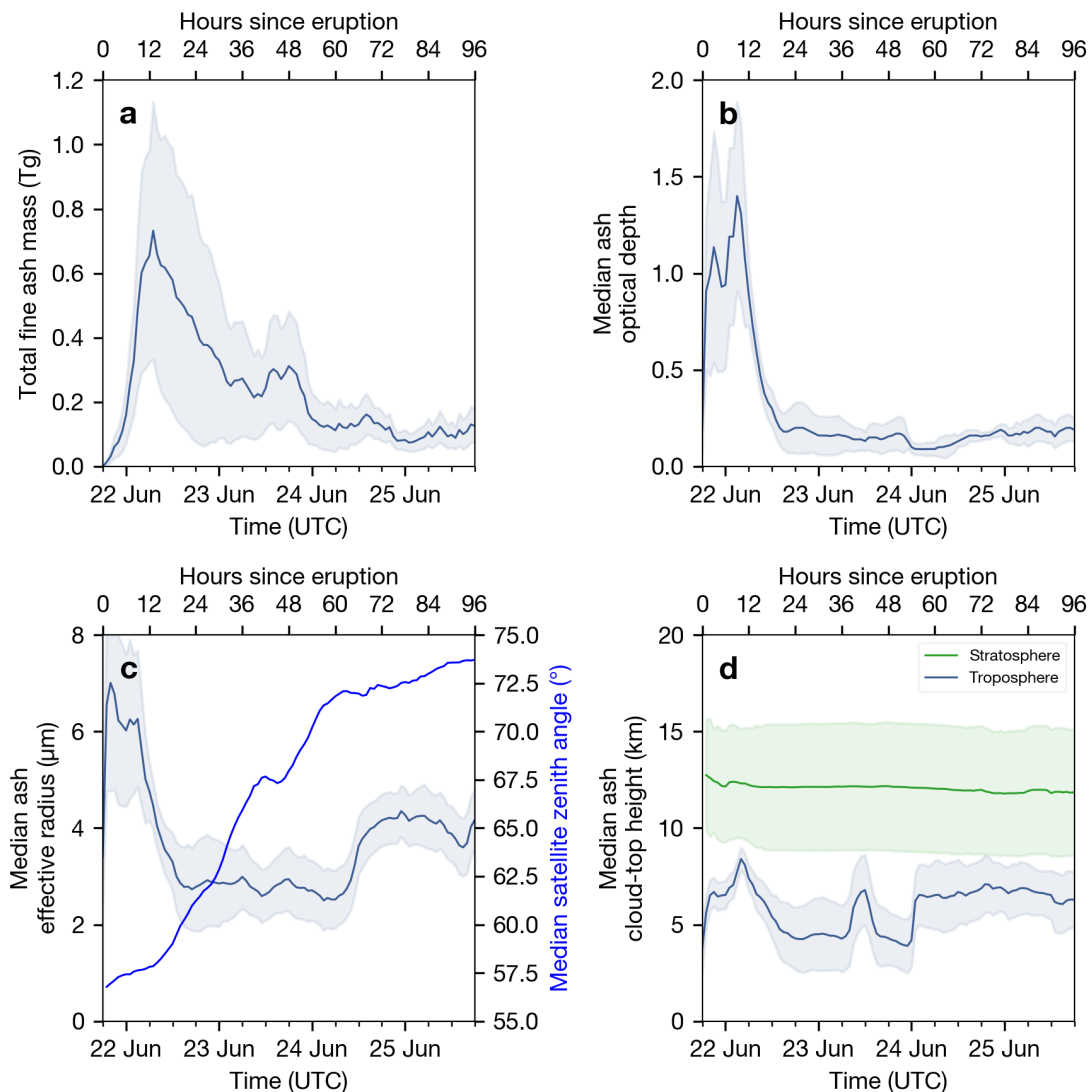 Hours since eruption
0 12 24 36 48 60 72 84 96
1.2
1.0
0.8
0.6
0.4
0.2
0.0
Total fine ash mass (Tg)
a
22 Jun 23 Jun 24 Jun 25 Jun
Time (UTC)
Hours since eruption
0 12 24 36 48 60 72 84 96
2.0
1.5
1.0
0.5
0.0
Median ash
optical depth
b
22 Jun 23 Jun 24 Jun 25 Jun
Time (UTC)
Hours since eruption
0 12 24 36 48 60 72 84 96
8
6
4
2
0
Median ash
effective radius (µm)
c
75.0
72.5
70.0
67.5
65.0
62.5
60.0
57.5
55.0
Median satellite zenith angle (°)
22 Jun 23 Jun 24 Jun 25 Jun
Time (UTC)
Hours since eruption
0 12 24 36 48 60 72 84 96
20
15
10
5
0
Median ash
cloud-top height (km)
d
Stratosphere
Troposphere
22 Jun 23 Jun 24 Jun 25 Jun
Time (UTC)